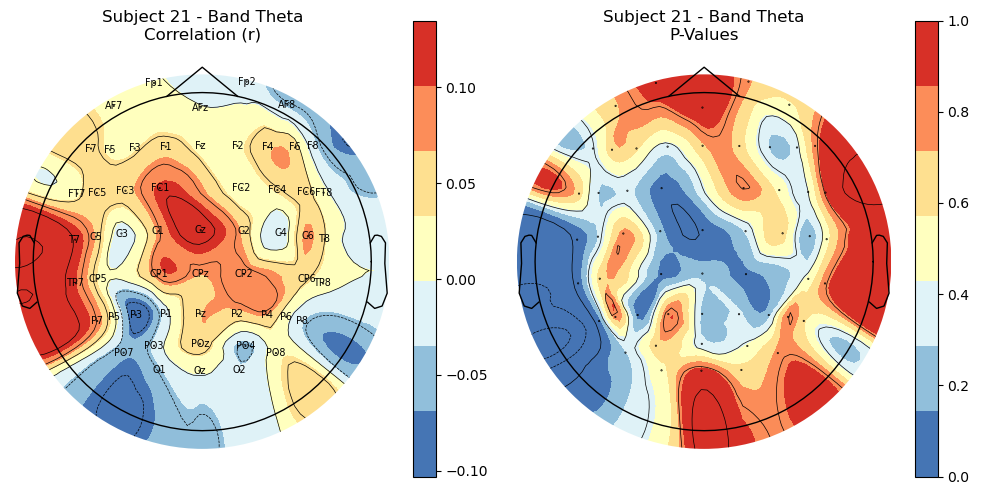 Subject 21 - Band Theta
Correlation (r)
Fp1 Fp2
AF7 AFz AF8
F7 F5 F3 F1 Fz F2 F4 F6 F8
FT7 FC5 FC3 FC1 FC2 FC4 FC6 FT8
T7 C5 C3 C1 Cz C2 C4 C6 T8
TP7 CP5 CP1 CPz CP2 CP6 TP8
P7 P5 P3 P1 Pz P2 P4 P6 P8
PO7 PO3 POz PO4 PO8
O1 Oz O2
0.10
0.05
0.00
−0.05
−0.10
Subject 21 - Band Theta
P-Values
1.0
0.8
0.6
0.4
0.2
0.0